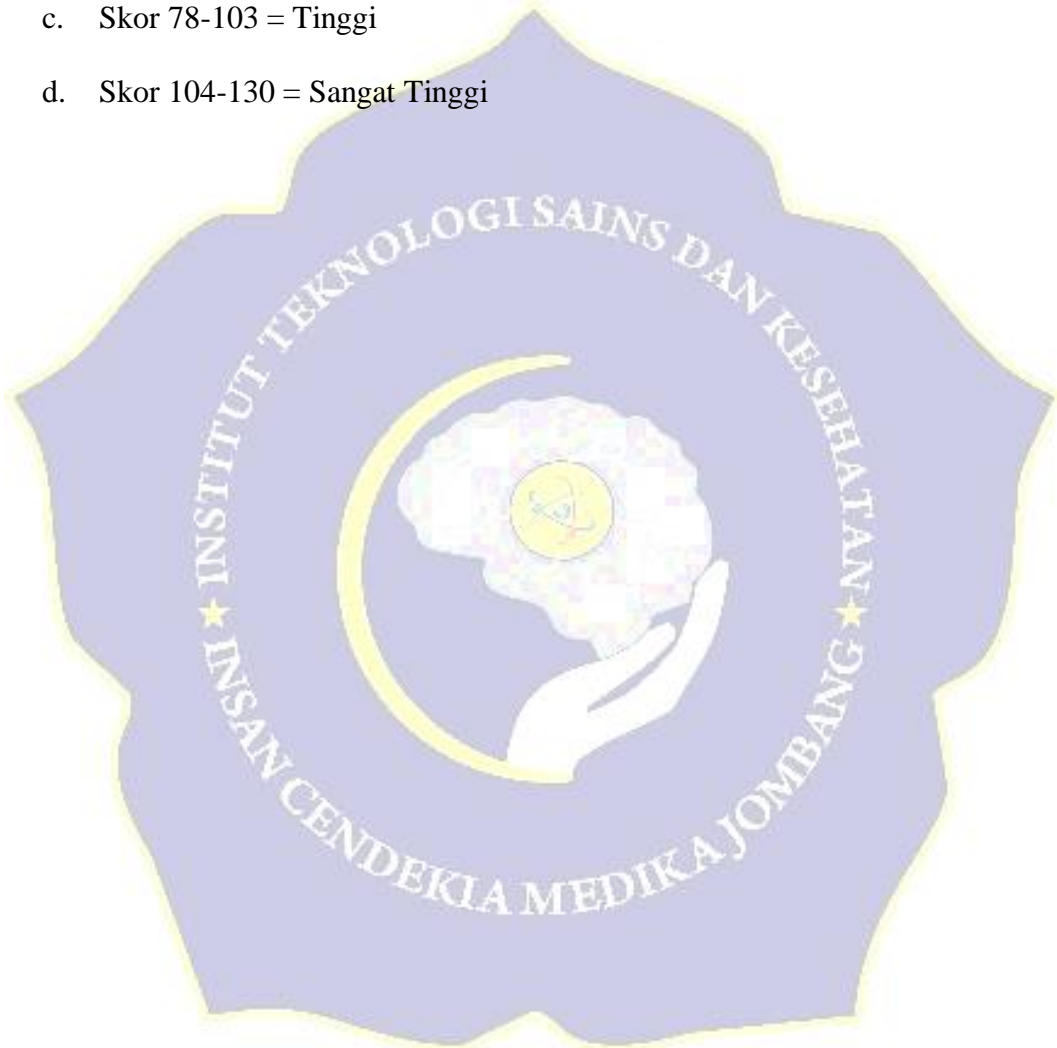 c. Skor 78-103 = Tinggi
d. Skor 104-130 = Sangat Tinggi
INSTITUT TEKNOLOGI SAINS DAN KESEHATAN
INSAN CENDEKIA MEDIKA JOMBANG